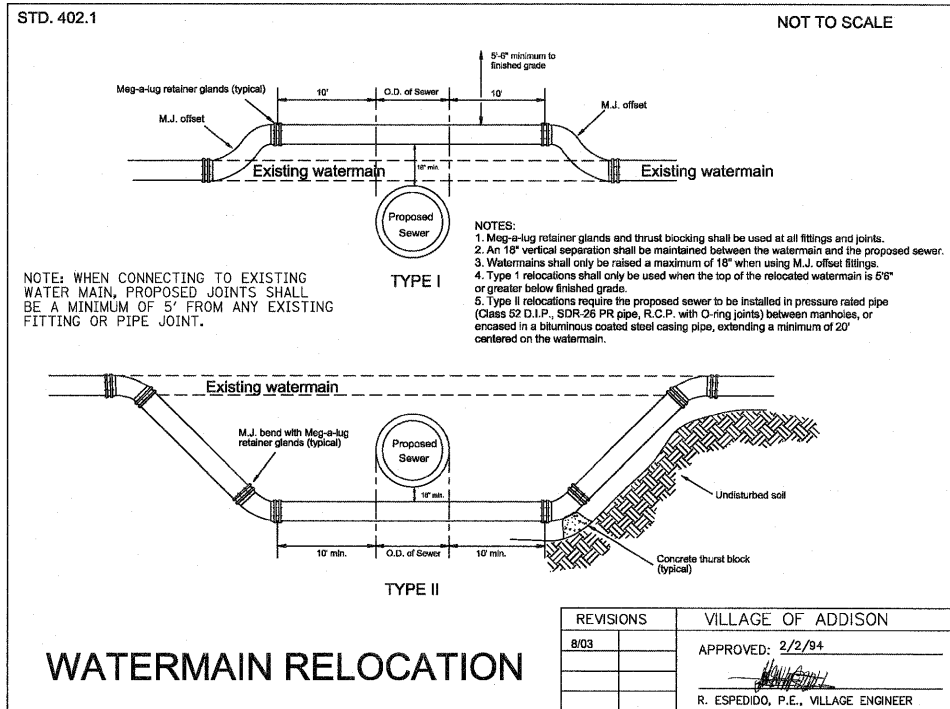 STD. 402.1
NOT TO SCALE
5'-6" minimum to
finished grade
Meg-a-lug retainer glands (typical)
10'
O.D. of Sewer
10'
M.J. offset
M.J. offset
Existing watermain
18" min.
Existing watermain
Proposed
Sewer
TYPE I
NOTE: WHEN CONNECTING TO EXISTING
WATER MAIN, PROPOSED JOINTS SHALL
BE A MINIMUM OF 5' FROM ANY EXISTING
FITTING OR PIPE JOINT.
NOTES:
1. Meg-a-lug retainer glands and thrust blocking shall be used at all fittings and joints.
2. An 18" vertical separation shall be maintained between the watermain and the proposed sewer.
3. Watermains shall only be raised a maximum of 18" when using M.J. offset fittings.
4. Type 1 relocations shall only be used when the top of the relocated watermain is 5'6"
or greater below finished grade.
5. Type II relocations require the proposed sewer to be installed in pressure rated pipe
(Class 52 D.I.P., SDR-26 PR pipe, R.C.P. with O-ring joints) between manholes, or
encased in a bituminous coated steel casing pipe, extending a minimum of 20'
centered on the watermain.
Existing watermain
M.J. bend with Meg-a-lug
retainer glands (typical)
Proposed
Sewer
18" min.
Undisturbed soil
10' min.
O.D. of Sewer
10' min.
Concrete thurst block
(typical)
TYPE II
WATERMAIN RELOCATION
REVISIONS
8/03
VILLAGE OF ADDISON
APPROVED: 2/2/94
R. ESPEDIDO, P.E., VILLAGE ENGINEER